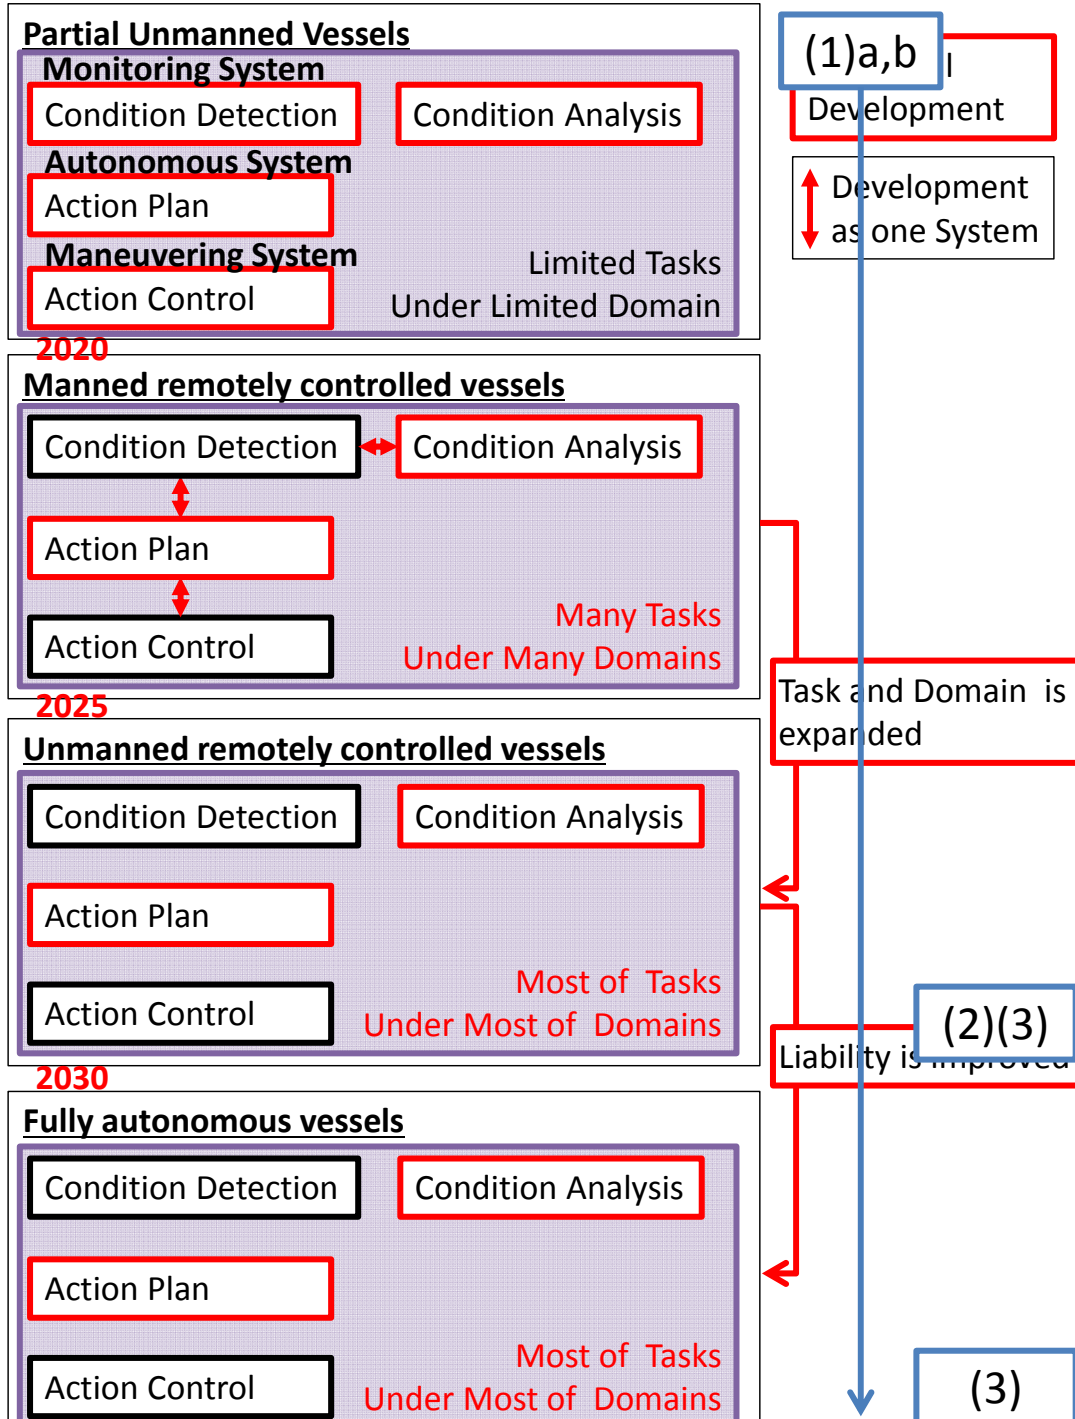 Partial Unmanned Vessels
Monitoring System
Condition Detection
Condition Analysis
Autonomous System
Action Plan
Maneuvering System
Action Control
Limited Tasks
Under Limited Domain
(1)a,b
l
Development
Development
as one System
2020
Manned remotely controlled vessels
Condition Detection
Condition Analysis
Action Plan
Action Control
Many Tasks
Under Many Domains
Task and Domain is
expanded
2025
Unmanned remotely controlled vessels
Condition Detection
Condition Analysis
Action Plan
Action Control
Most of Tasks
Under Most of Domains
(2)(3)
Liability is improved
2030
Fully autonomous vessels
Condition Detection
Condition Analysis
Action Plan
Action Control
Most of Tasks
Under Most of Domains
(3)